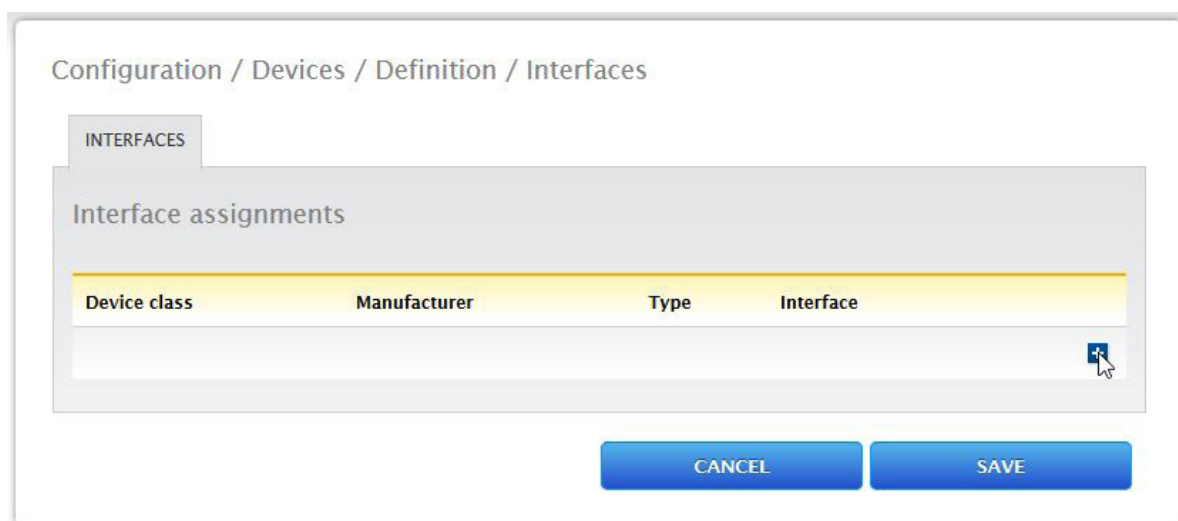 Configuration / Devices / Definition / Interfaces
INTERFACES
Interface assignments
Device class Manufacturer Type Interface
CANCEL SAVE